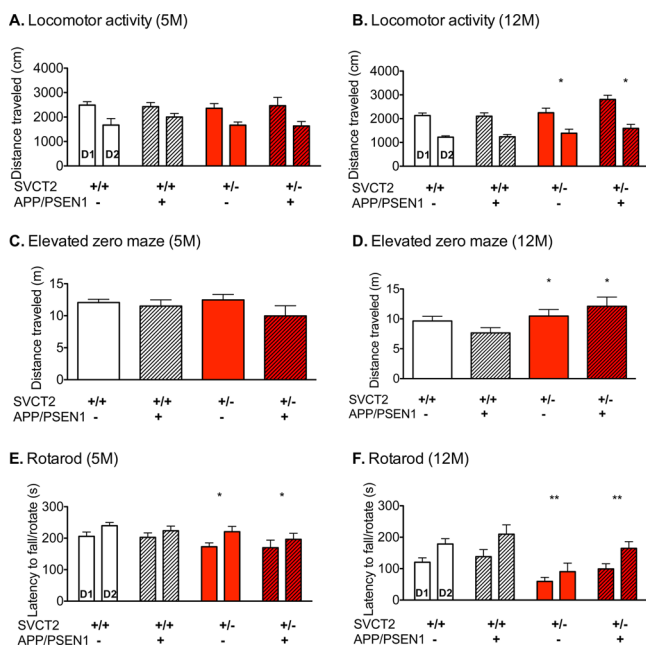 A. Locomotor activity (5M)
Distance traveled (cm)
4000
3000
2000
1000
0
D1 D2
SVCT2 +/+ +/+ +/- +/-
APP/PSEN1 - + - +
B. Locomotor activity (12M)
Distance traveled (cm)
4000
3000
2000
1000
0
* *
D1 D2
SVCT2 +/+ +/+ +/- +/-
APP/PSEN1 - + - +
C. Elevated zero maze (5M)
Distance traveled (m)
15
10
5
0
SVCT2 +/+ +/+ +/- +/-
APP/PSEN1 - + - +
D. Elevated zero maze (12M)
Distance traveled (m)
15
10
5
0
* *
SVCT2 +/+ +/+ +/- +/-
APP/PSEN1 - + - +
E. Rotarod (5M)
Latency to fall/rotate (s)
300
200
100
0
* *
D1 D2
SVCT2 +/+ +/+ +/- +/-
APP/PSEN1 - + - +
F. Rotarod (12M)
Latency to fall/rotate (s)
300
200
100
0
** **
D1 D2
SVCT2 +/+ +/+ +/- +/-
APP/PSEN1 - + - +